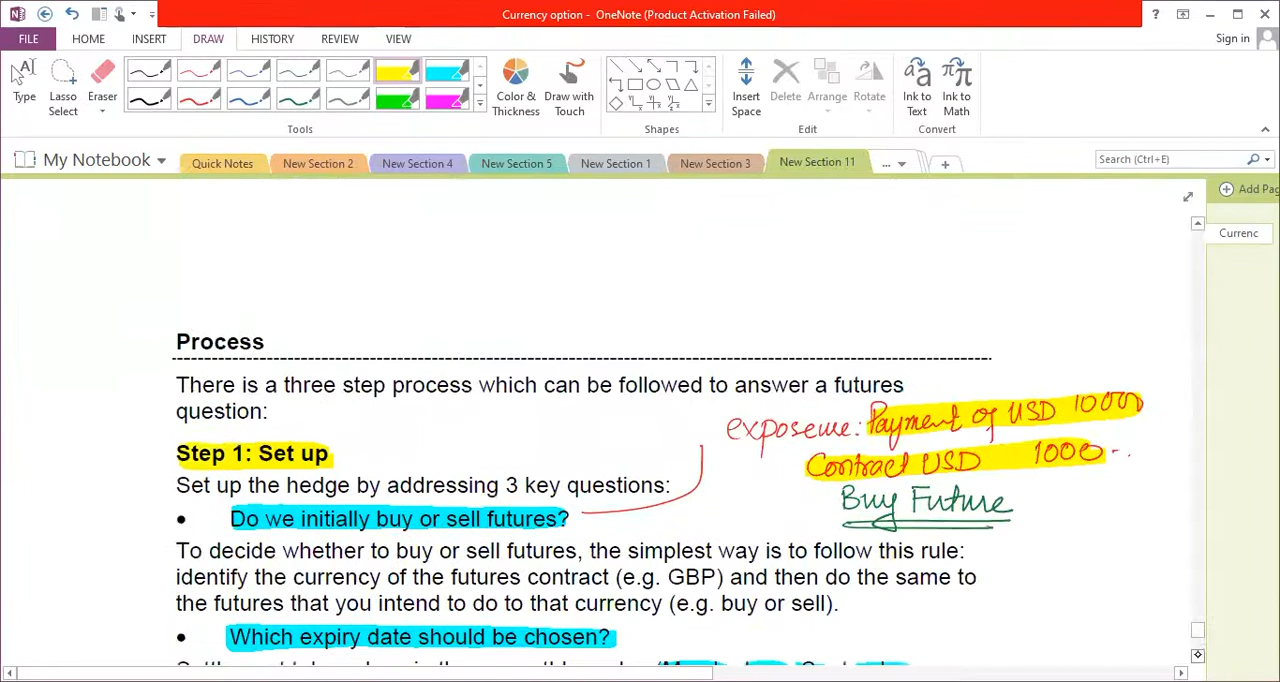 Currency option - OneNote (Product Activation Failed)
?
Sign in
FILE HOME INSERT DRAW HISTORY REVIEW VIEW
Type
Lasso Select
Eraser
Color & Thickness
Draw with Touch
Insert Space
Delete
Arrange
Rotate
Ink to Text
Ink to Math
Tools
Shapes
Edit
Convert
My Notebook
Quick Notes
New Section 2
New Section 4
New Section 5
New Section 1
New Section 3
New Section 11
...
Search (Ctrl+E)
Add Pag
Currenc
Process
There is a three step process which can be followed to answer a futures
question:
exposeure: Payment of USD 10000
Step 1: Set up
Contract USD 1000 --
Set up the hedge by addressing 3 key questions:
Buy Future
• Do we initially buy or sell futures?
To decide whether to buy or sell futures, the simplest way is to follow this rule:
identify the currency of the futures contract (e.g. GBP) and then do the same to
the futures that you intend to do to that currency (e.g. buy or sell).
• Which expiry date should be chosen?